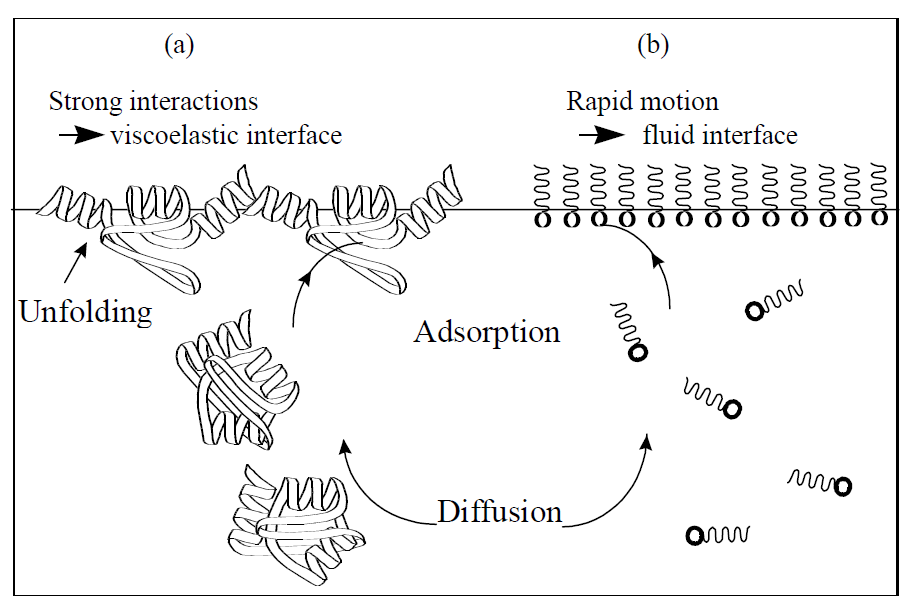 (a)
Strong interactions
viscoelastic interface
Unfolding
(b)
Rapid motion
fluid interface
Adsorption
Diffusion